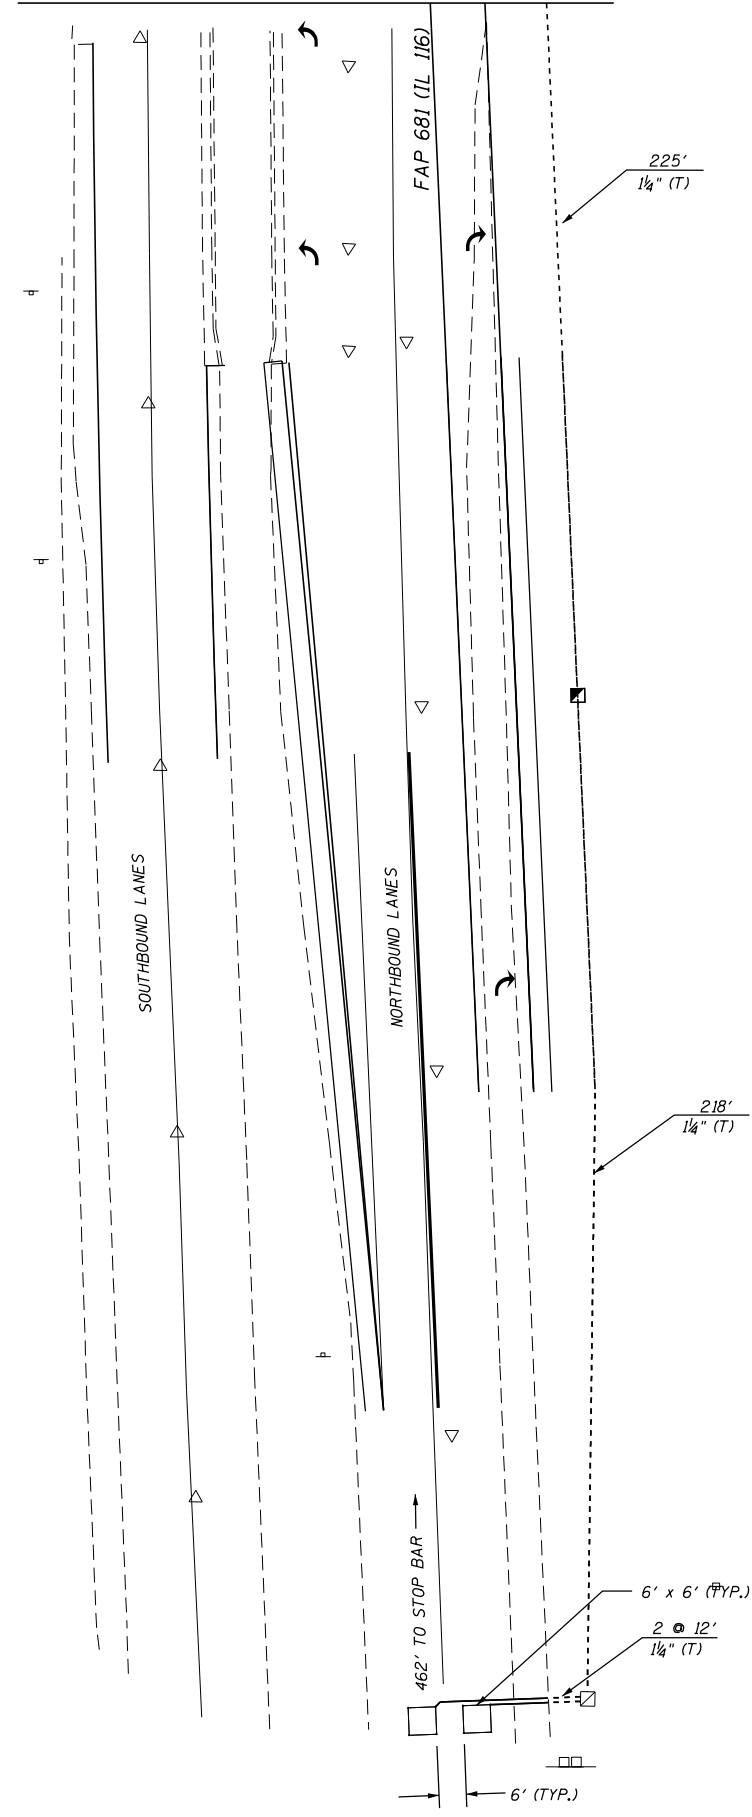 FAP 681 (IL 116)
225'
1¼" (T)
SOUTHBOUND LANES
NORTHBOUND LANES
218'
1¼" (T)
462' TO STOP BAR
6' x 6' (TYP.)
2 @ 12'
1¼" (T)
6' (TYP.)